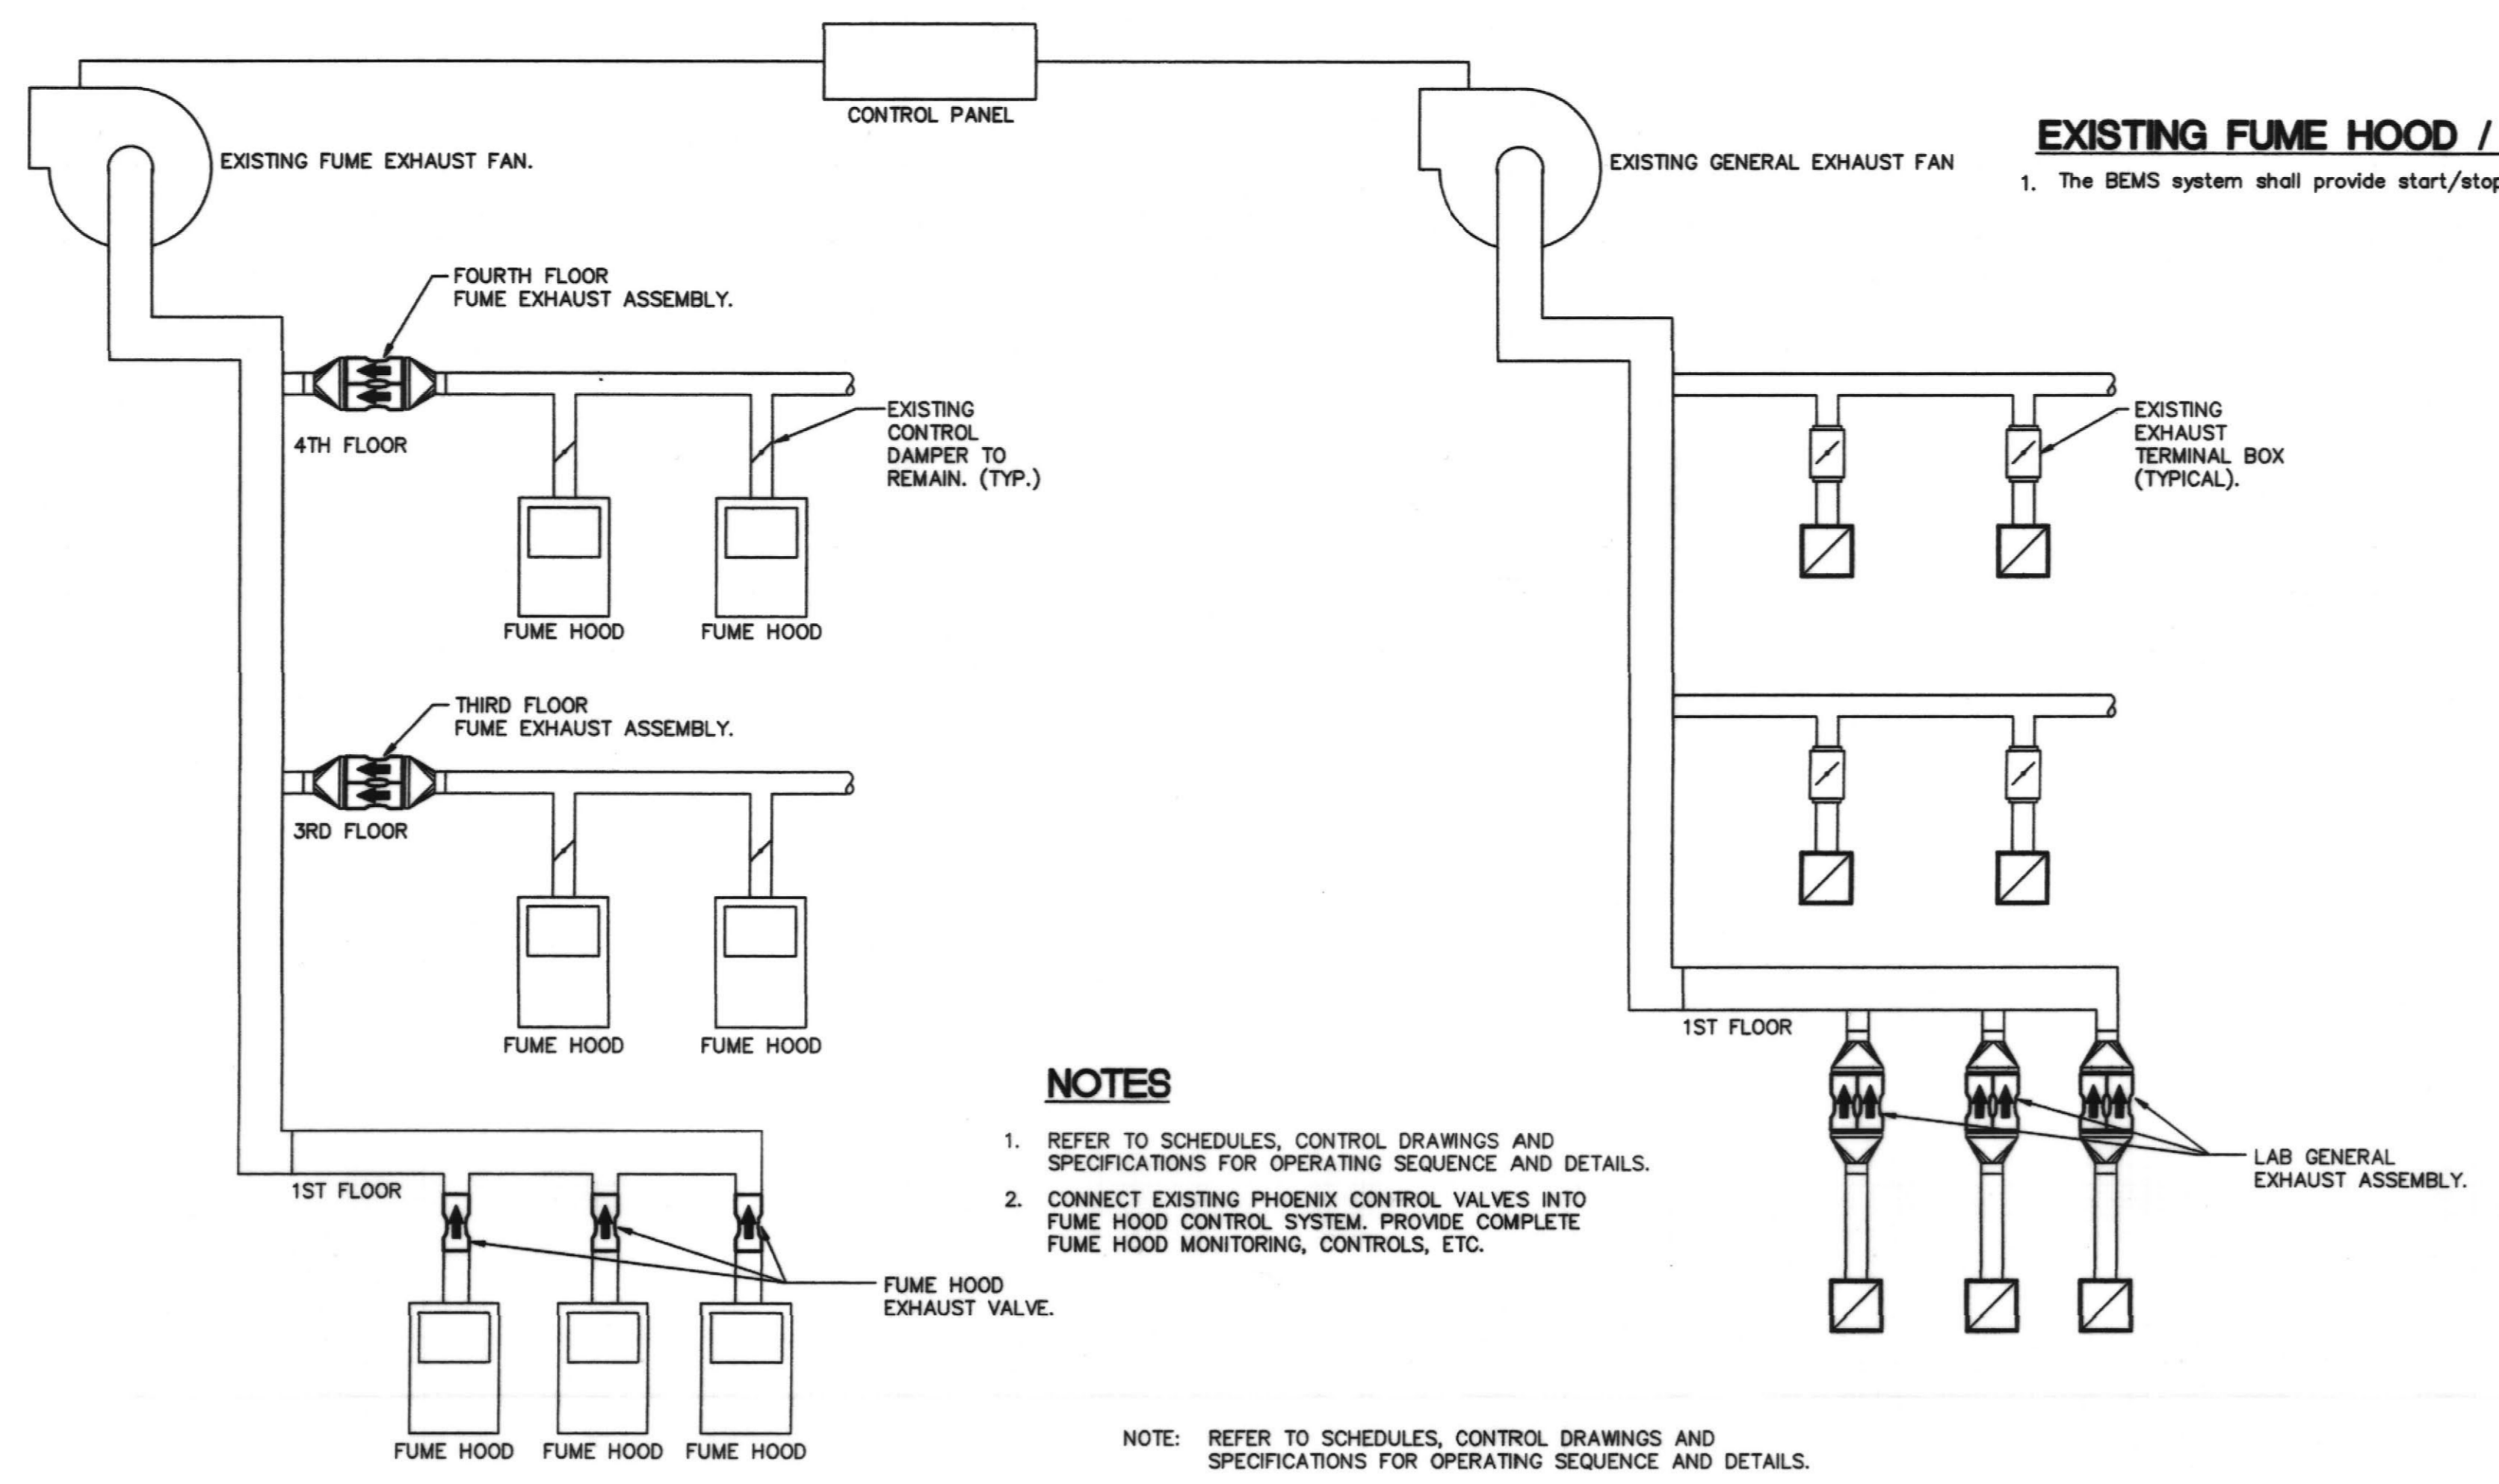 CONTROL PANEL
EXISTING FUME EXHAUST FAN.
EXISTING GENERAL EXHAUST FAN
EXISTING FUME HOOD /
1. The BEMS system shall provide start/stop
FOURTH FLOOR
FUME EXHAUST ASSEMBLY.
4TH FLOOR
EXISTING
CONTROL
DAMPER TO
REMAIN. (TYP.)
EXISTING
EXHAUST
TERMINAL BOX
(TYPICAL).
FUME HOOD
FUME HOOD
THIRD FLOOR
FUME EXHAUST ASSEMBLY.
3RD FLOOR
FUME HOOD
FUME HOOD
1ST FLOOR
NOTES
1. REFER TO SCHEDULES, CONTROL DRAWINGS AND
SPECIFICATIONS FOR OPERATING SEQUENCE AND DETAILS.
2. CONNECT EXISTING PHOENIX CONTROL VALVES INTO
FUME HOOD CONTROL SYSTEM. PROVIDE COMPLETE
FUME HOOD MONITORING, CONTROLS, ETC.
LAB GENERAL
EXHAUST ASSEMBLY.
1ST FLOOR
FUME HOOD
EXHAUST VALVE.
FUME HOOD
FUME HOOD
FUME HOOD
NOTE: REFER TO SCHEDULES, CONTROL DRAWINGS AND
SPECIFICATIONS FOR OPERATING SEQUENCE AND DETAILS.